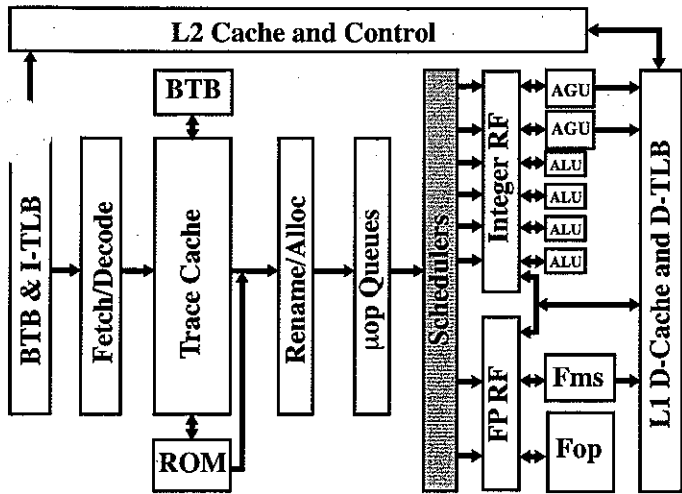 L2 Cache and Control
BTB
BTB & I-TLB
Fetch/Decode
Trace Cache
ROM
Rename/Alloc
µop Queues
Schedulers
Integer RF
FP RF
AGU
AGU
ALU
ALU
ALU
ALU
Fms
Fop
L1 D-Cache and D-TLB